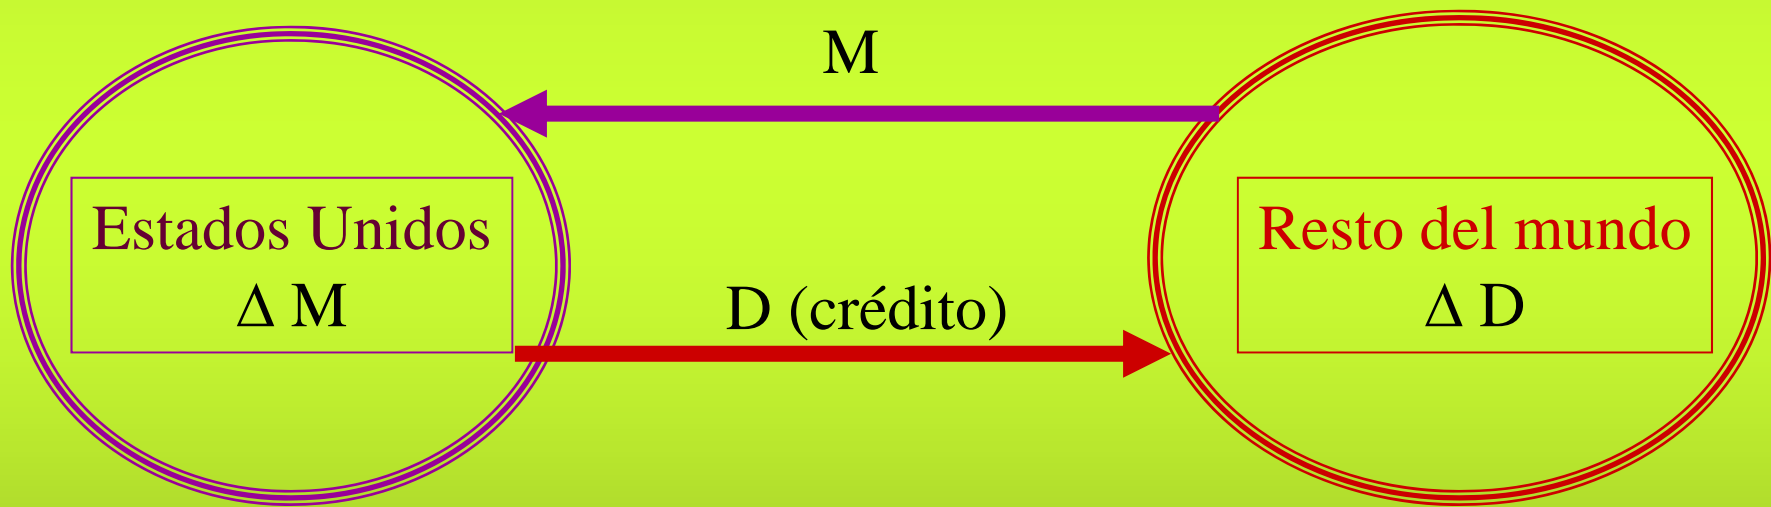 M
Estados Unidos
Δ M
D (crédito)
Resto del mundo
Δ D